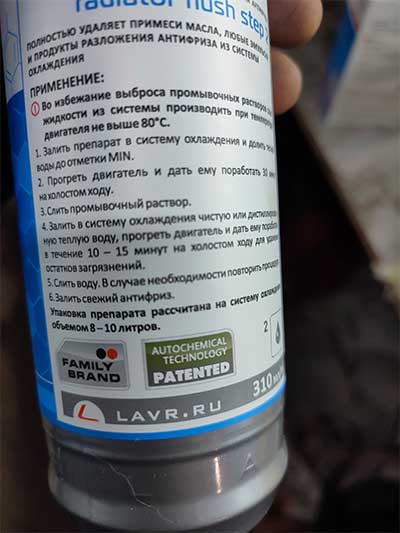 radiator flush step 2
ПОЛНОСТЬЮ УДАЛЯЕТ ПРИМЕСИ МАСЛА, ЛЮБЫЕ
И ПРОДУКТЫ РАЗЛОЖЕНИЯ АНТИФРИЗА ИЗ СИСТЕМЫ
ОХЛАЖДЕНИЯ
ПРИМЕНЕНИЕ:
Во избежание выброса промывочных растворов
жидкости из системы производить при
двигателя не выше 80°С.
1. Залить препарат в систему охлаждения и долить
воды до отметки MIN.
2. Прогреть двигатель и дать ему поработать 30
на холостом ходу.
3. Слить промывочный раствор.
4. Залить в систему охлаждения чистую или
ную теплую воду, прогреть двигатель и дать ему
в течение 10 – 15 минут на холостом ходу для
остатков загрязнений.
5. Слить воду. В случае необходимости повторить
6. Залить свежий антифриз.
Упаковка препарата рассчитана на систему
объемом 8 – 10 литров.
2
FAMILY
BRAND
AUTOCHEMICAL
TECHNOLOGY
PATENTED
LAVR.RU
310